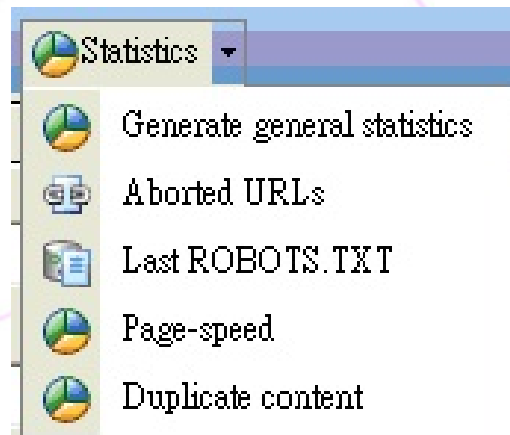 Statistics
Generate general statistics
Aborted URLs
Last ROBOTS.TXT
Page-speed
Duplicate content